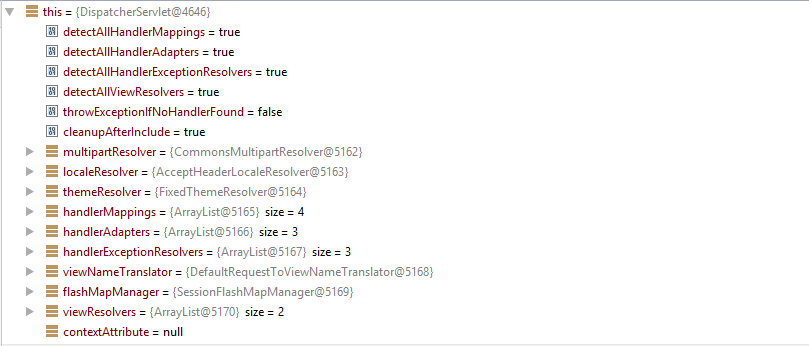 this = {DispatcherServlet@4646}
detectAllHandlerMappings = true
detectAllHandlerAdapters = true
detectAllHandlerExceptionResolvers = true
detectAllViewResolvers = true
throwExceptionIfNoHandlerFound = false
cleanupAfterInclude = true
multipartResolver = {CommonsMultipartResolver@5162}
localeResolver = {AcceptHeaderLocaleResolver@5163}
themeResolver = {FixedThemeResolver@5164}
handlerMappings = {ArrayList@5165} size = 4
handlerAdapters = {ArrayList@5166} size = 3
handlerExceptionResolvers = {ArrayList@5167} size = 3
viewNameTranslator = {DefaultRequestToViewNameTranslator@5168}
flashMapManager = {SessionFlashMapManager@5169}
viewResolvers = {ArrayList@5170} size = 2
contextAttribute = null